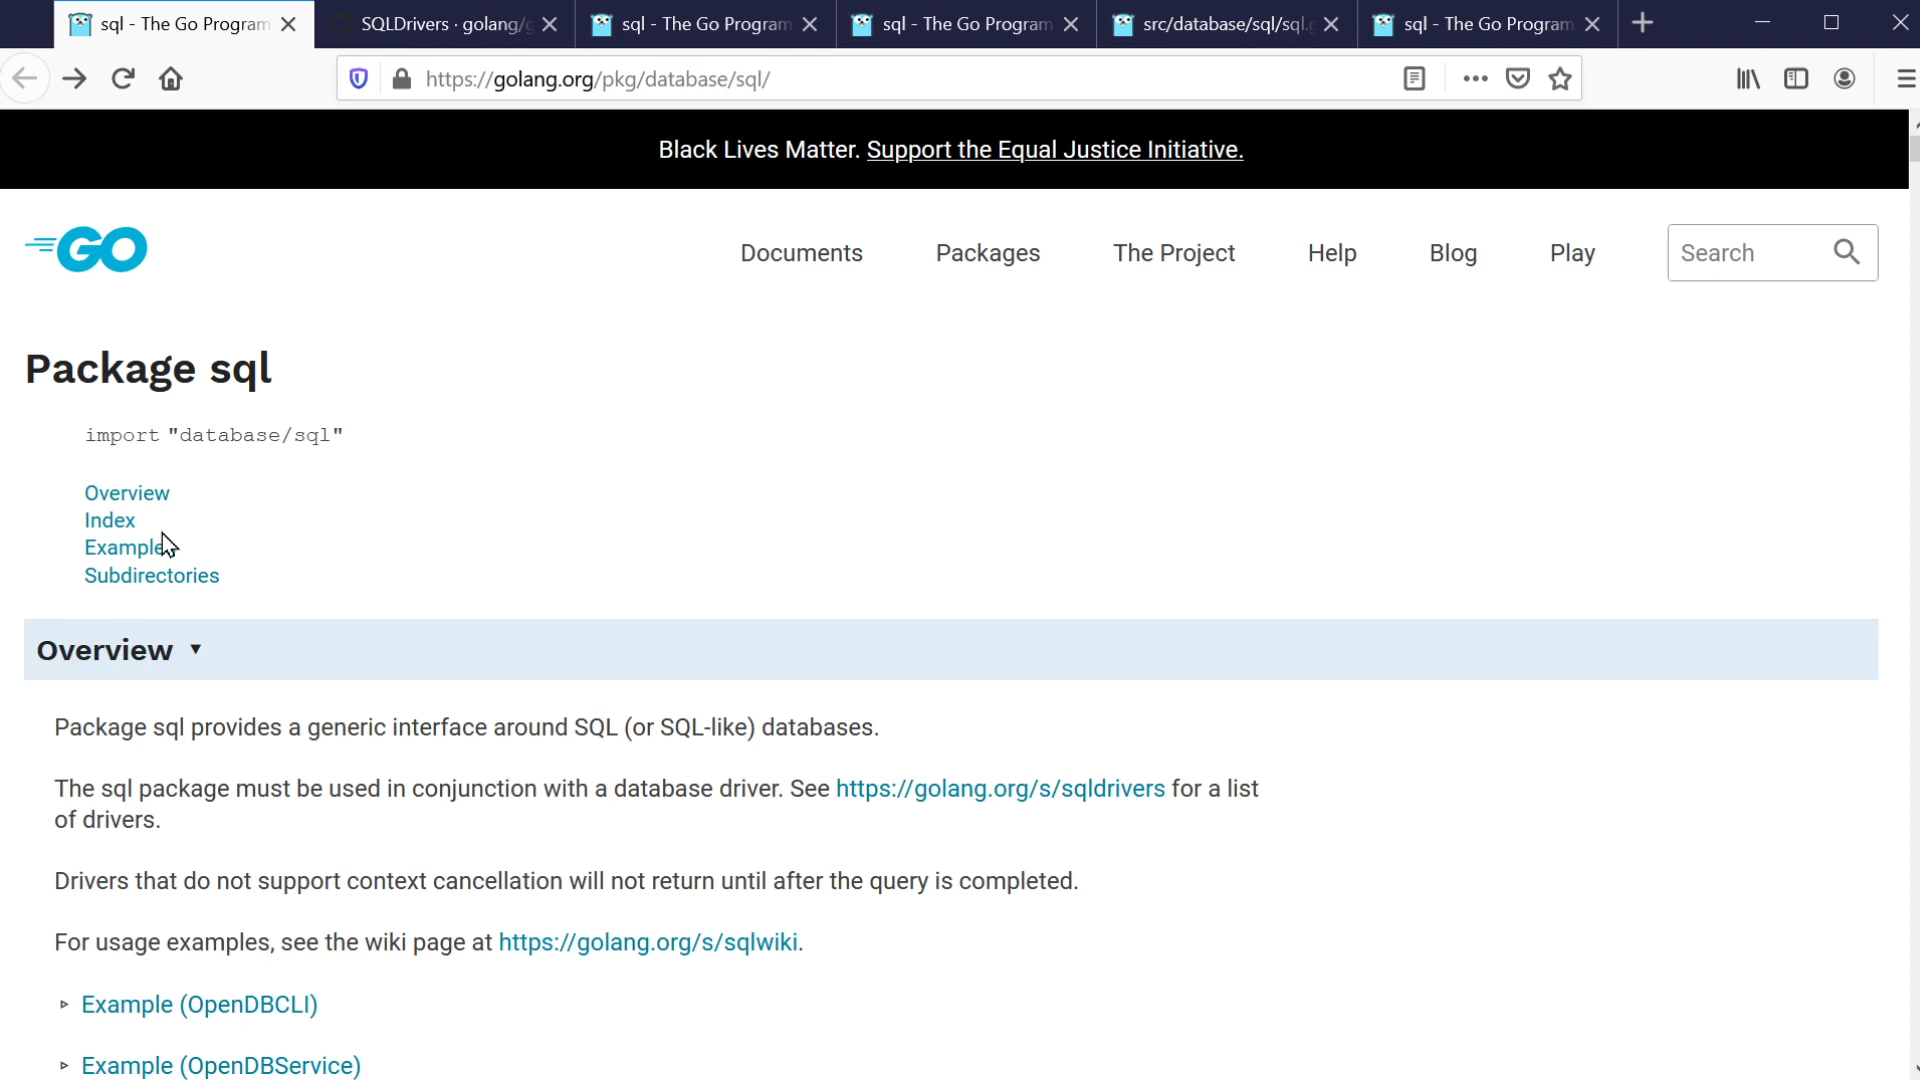 sql - The Go Program
SQLDrivers · golang/g
sql - The Go Program
sql - The Go Program
src/database/sql/sql.g
sql - The Go Program
https://golang.org/pkg/database/sql/
Black Lives Matter. Support the Equal Justice Initiative.
GO
Documents
Packages
The Project
Help
Blog
Play
Search
Package sql
import "database/sql"
Overview
Index
Example
Subdirectories
Overview ▾
Package sql provides a generic interface around SQL (or SQL-like) databases.
The sql package must be used in conjunction with a database driver. See https://golang.org/s/sqldrivers for a list
of drivers.
Drivers that do not support context cancellation will not return until after the query is completed.
For usage examples, see the wiki page at https://golang.org/s/sqlwiki.
▹ Example (OpenDBCLI)
▹ Example (OpenDBService)